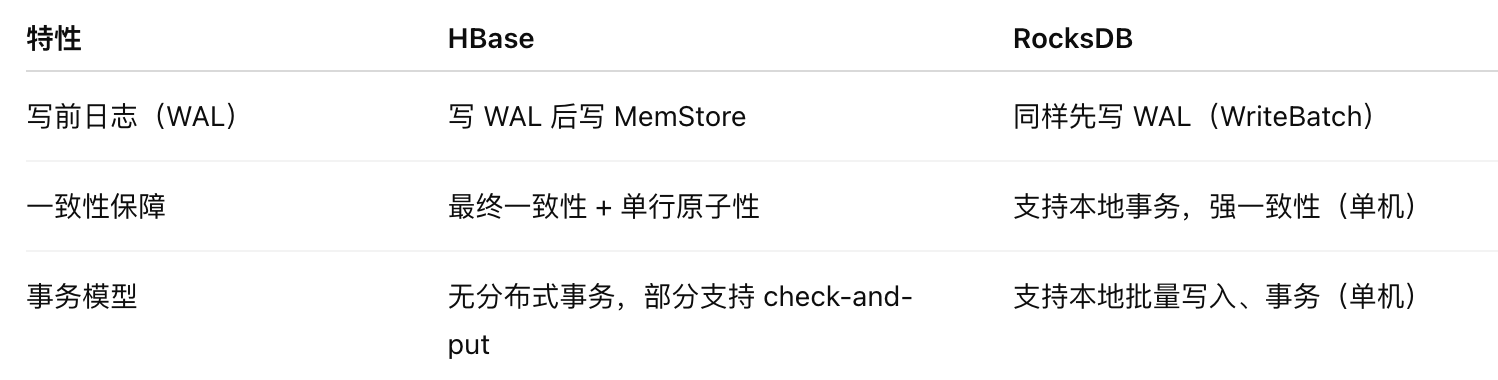 特性 HBase RocksDB
写前日志（WAL） 写 WAL 后写 MemStore 同样先写 WAL（WriteBatch）
一致性保障 最终一致性 + 单行原子性 支持本地事务，强一致性（单机）
事务模型 无分布式事务，部分支持 check-and- 支持本地批量写入、事务（单机）
put